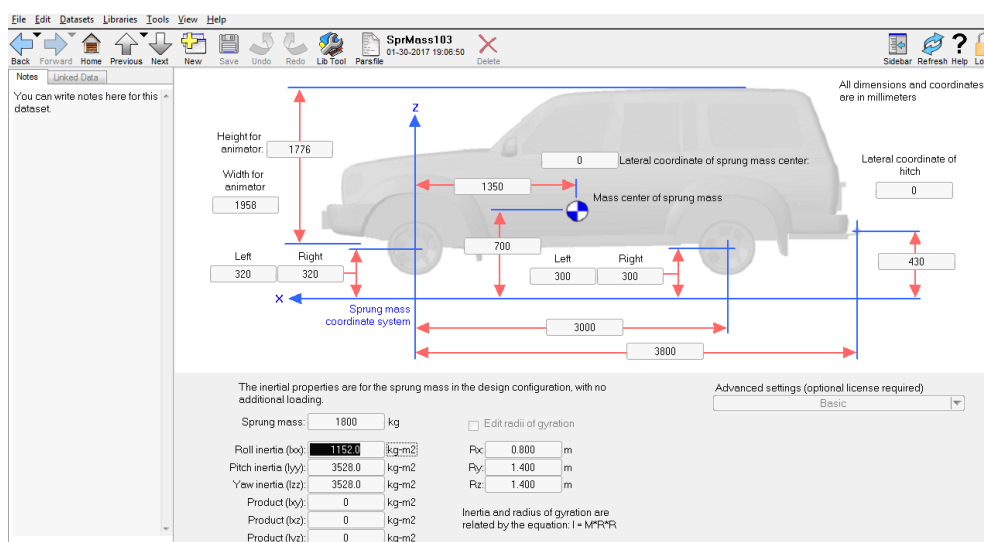 File Edit Datasets Libraries Tools View Help
SprMass103
01-30-2017 19:06:50
Back Forward Home Previous Next New Save Undo Redo Lib Tool Parsfile Delete Sidebar Refresh Help
Notes Linked Data
You can write notes here for this
dataset.
All dimensions and coordinates
are in millimeters
Z
Height for
animator: 1776
Width for
animator
1958
0 Lateral coordinate of sprung mass center:
Lateral coordinate of
hitch
0
1350
Mass center of sprung mass
700
430
Left Right
320 320
Left Right
300 300
X
Sprung mass
coordinate system
3000
3800
The inertial properties are for the sprung mass in the design configuration, with no
additional loading.
Advanced settings (optional license required)
Basic
Sprung mass: 1800 kg
Edit radii of gyration
Roll inertia (Ixx): 1152.0 kg-m2 Rx: 0.800 m
Pitch inertia (Iyy): 3528.0 kg-m2 Ry: 1.400 m
Yaw inertia (Izz): 3528.0 kg-m2 Rz: 1.400 m
Product (Ixy): 0 kg-m2
Product (Ixz): 0 kg-m2
Product (Iyz): 0 kg-m2
Inertia and radius of gyration are
related by the equation: I = M*R*R